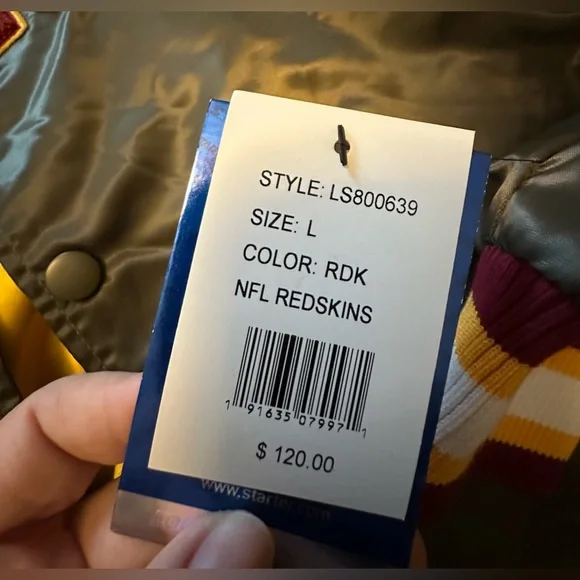 STYLE: LS800639
SIZE: L
COLOR: RDK
NFL REDSKINS
1 91635 07997 1
$ 120.00
www.starter.com